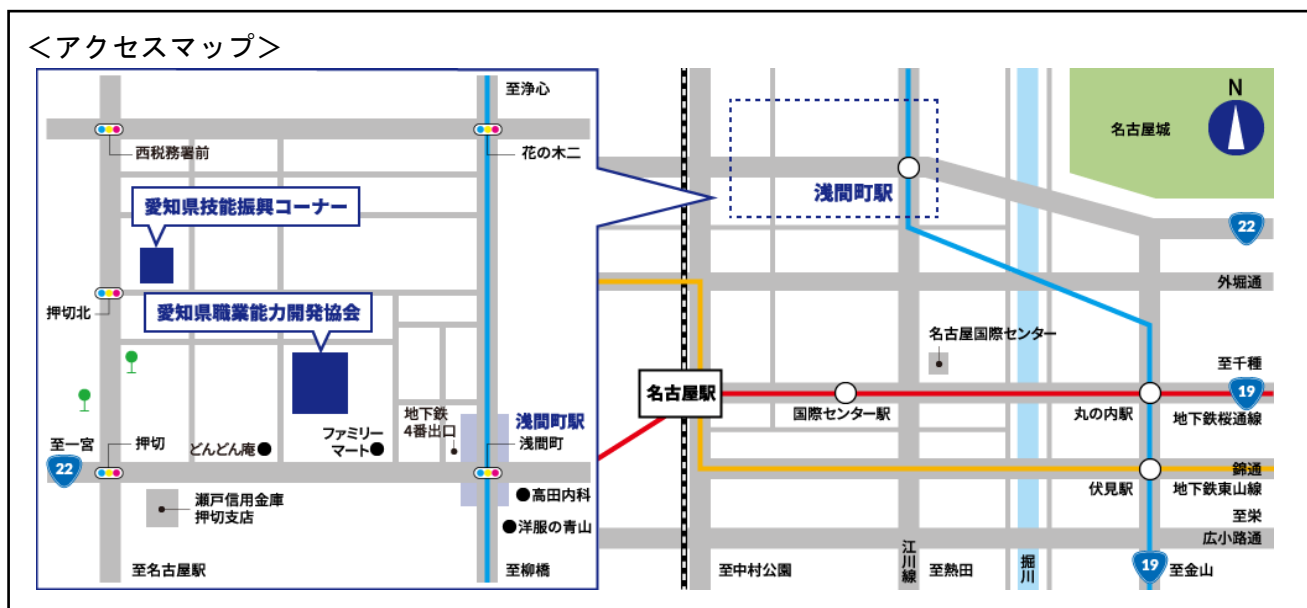 ＜アクセスマップ＞
至浄心
西税務署前
花の木二
愛知県技能振興コーナー
押切北
愛知県職業能力開発協会
地下鉄
4番出口
浅間町駅
浅間町
至一宮
22
押切
どんどん庵
ファミリー
マート
瀬戸信用金庫
押切支店
高田内科
洋服の青山
至名古屋駅
至柳橋
N
名古屋城
浅間町駅
22
外堀通
名古屋国際センター
至千種
名古屋駅
19
国際センター駅
丸の内駅
地下鉄桜通線
錦通
伏見駅
地下鉄東山線
至栄
広小路通
至中村公園
江川線
至熱田
堀川
19
至金山